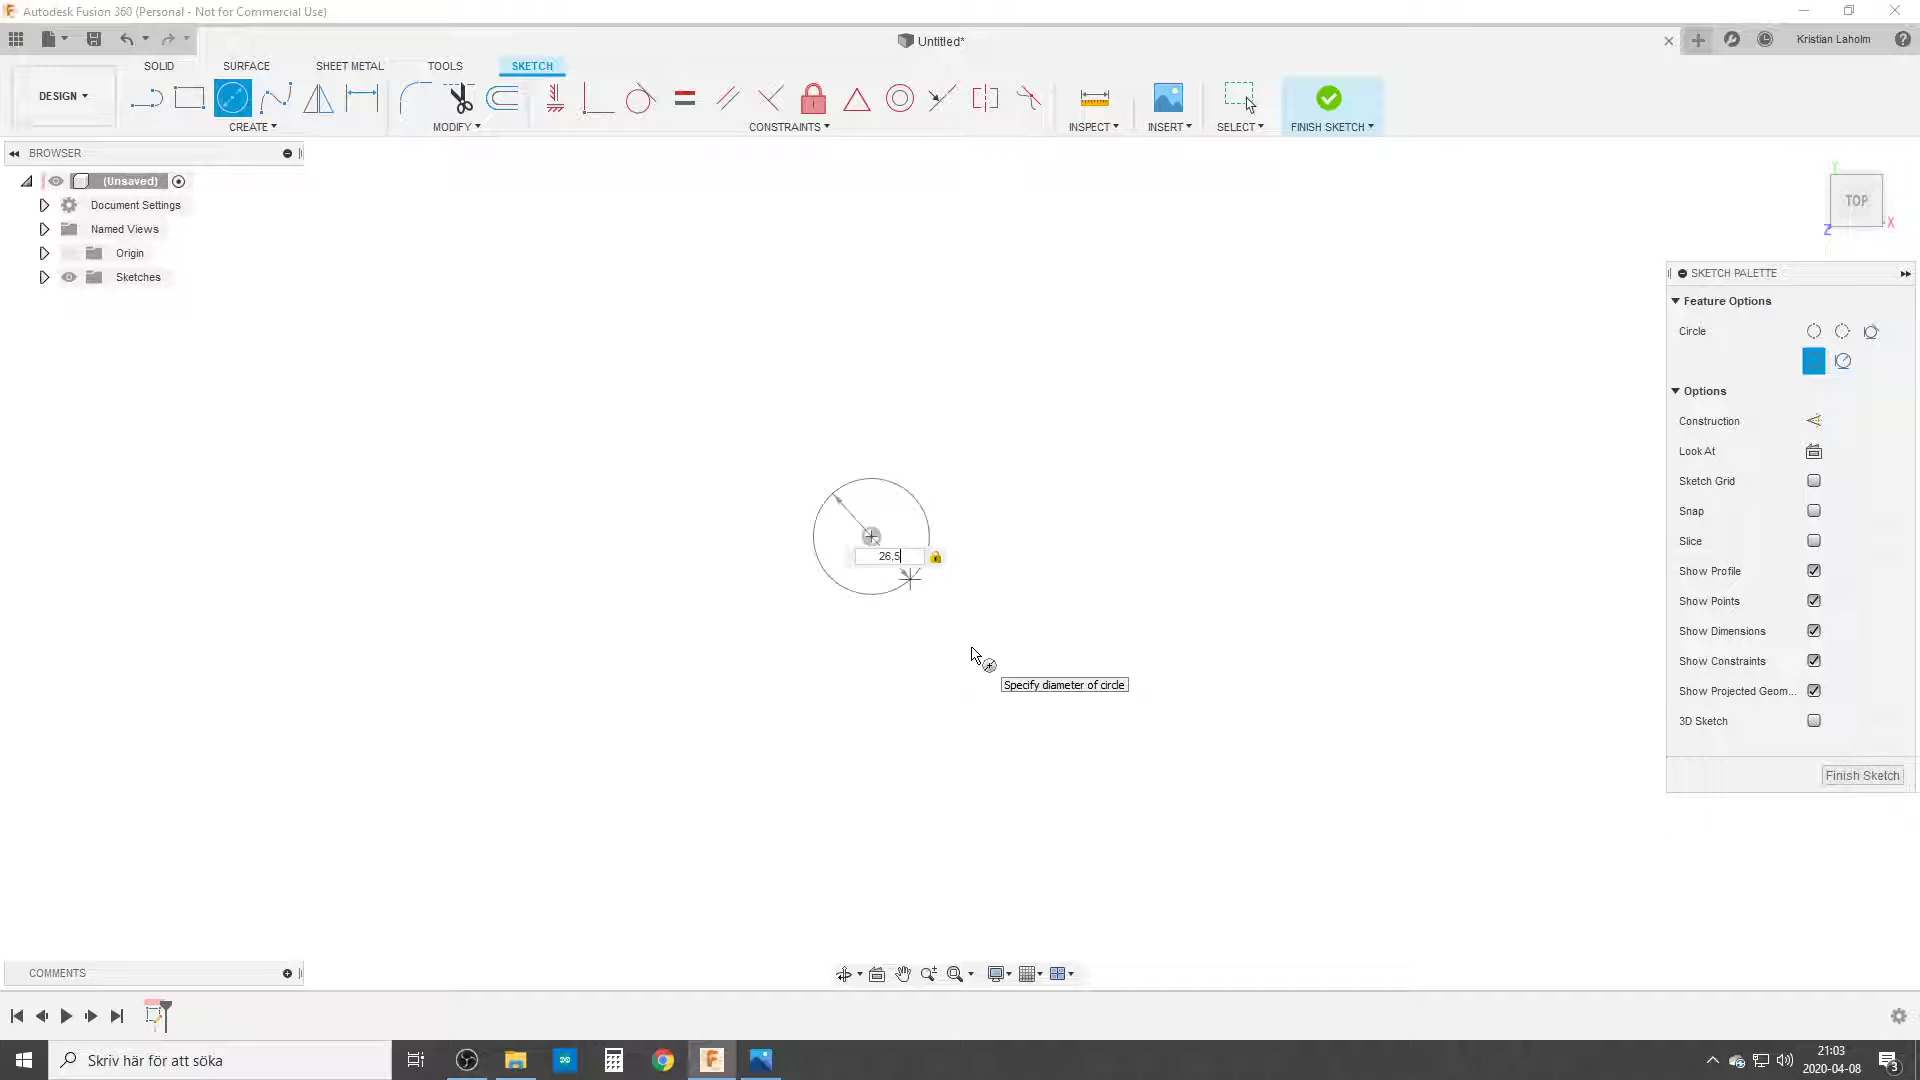 Autodesk Fusion 360 (Personal - Not for Commercial Use)
Untitled*
Kristian Laholm
SOLID SURFACE SHEET METAL TOOLS SKETCH
DESIGN
CREATE MODIFY CONSTRAINTS INSPECT INSERT SELECT FINISH SKETCH
BROWSER
(Unsaved)
Document Settings
Named Views
Origin
Sketches
Y
TOP
X
Z
SKETCH PALETTE
Feature Options
Circle
Options
Construction
Look At
Sketch Grid
Snap
Slice
Show Profile
Show Points
Show Dimensions
Show Constraints
Show Projected Geom...
3D Sketch
Finish Sketch
26,5
Specify diameter of circle
COMMENTS
Skriv här för att söka
21:03
2020-04-08
3